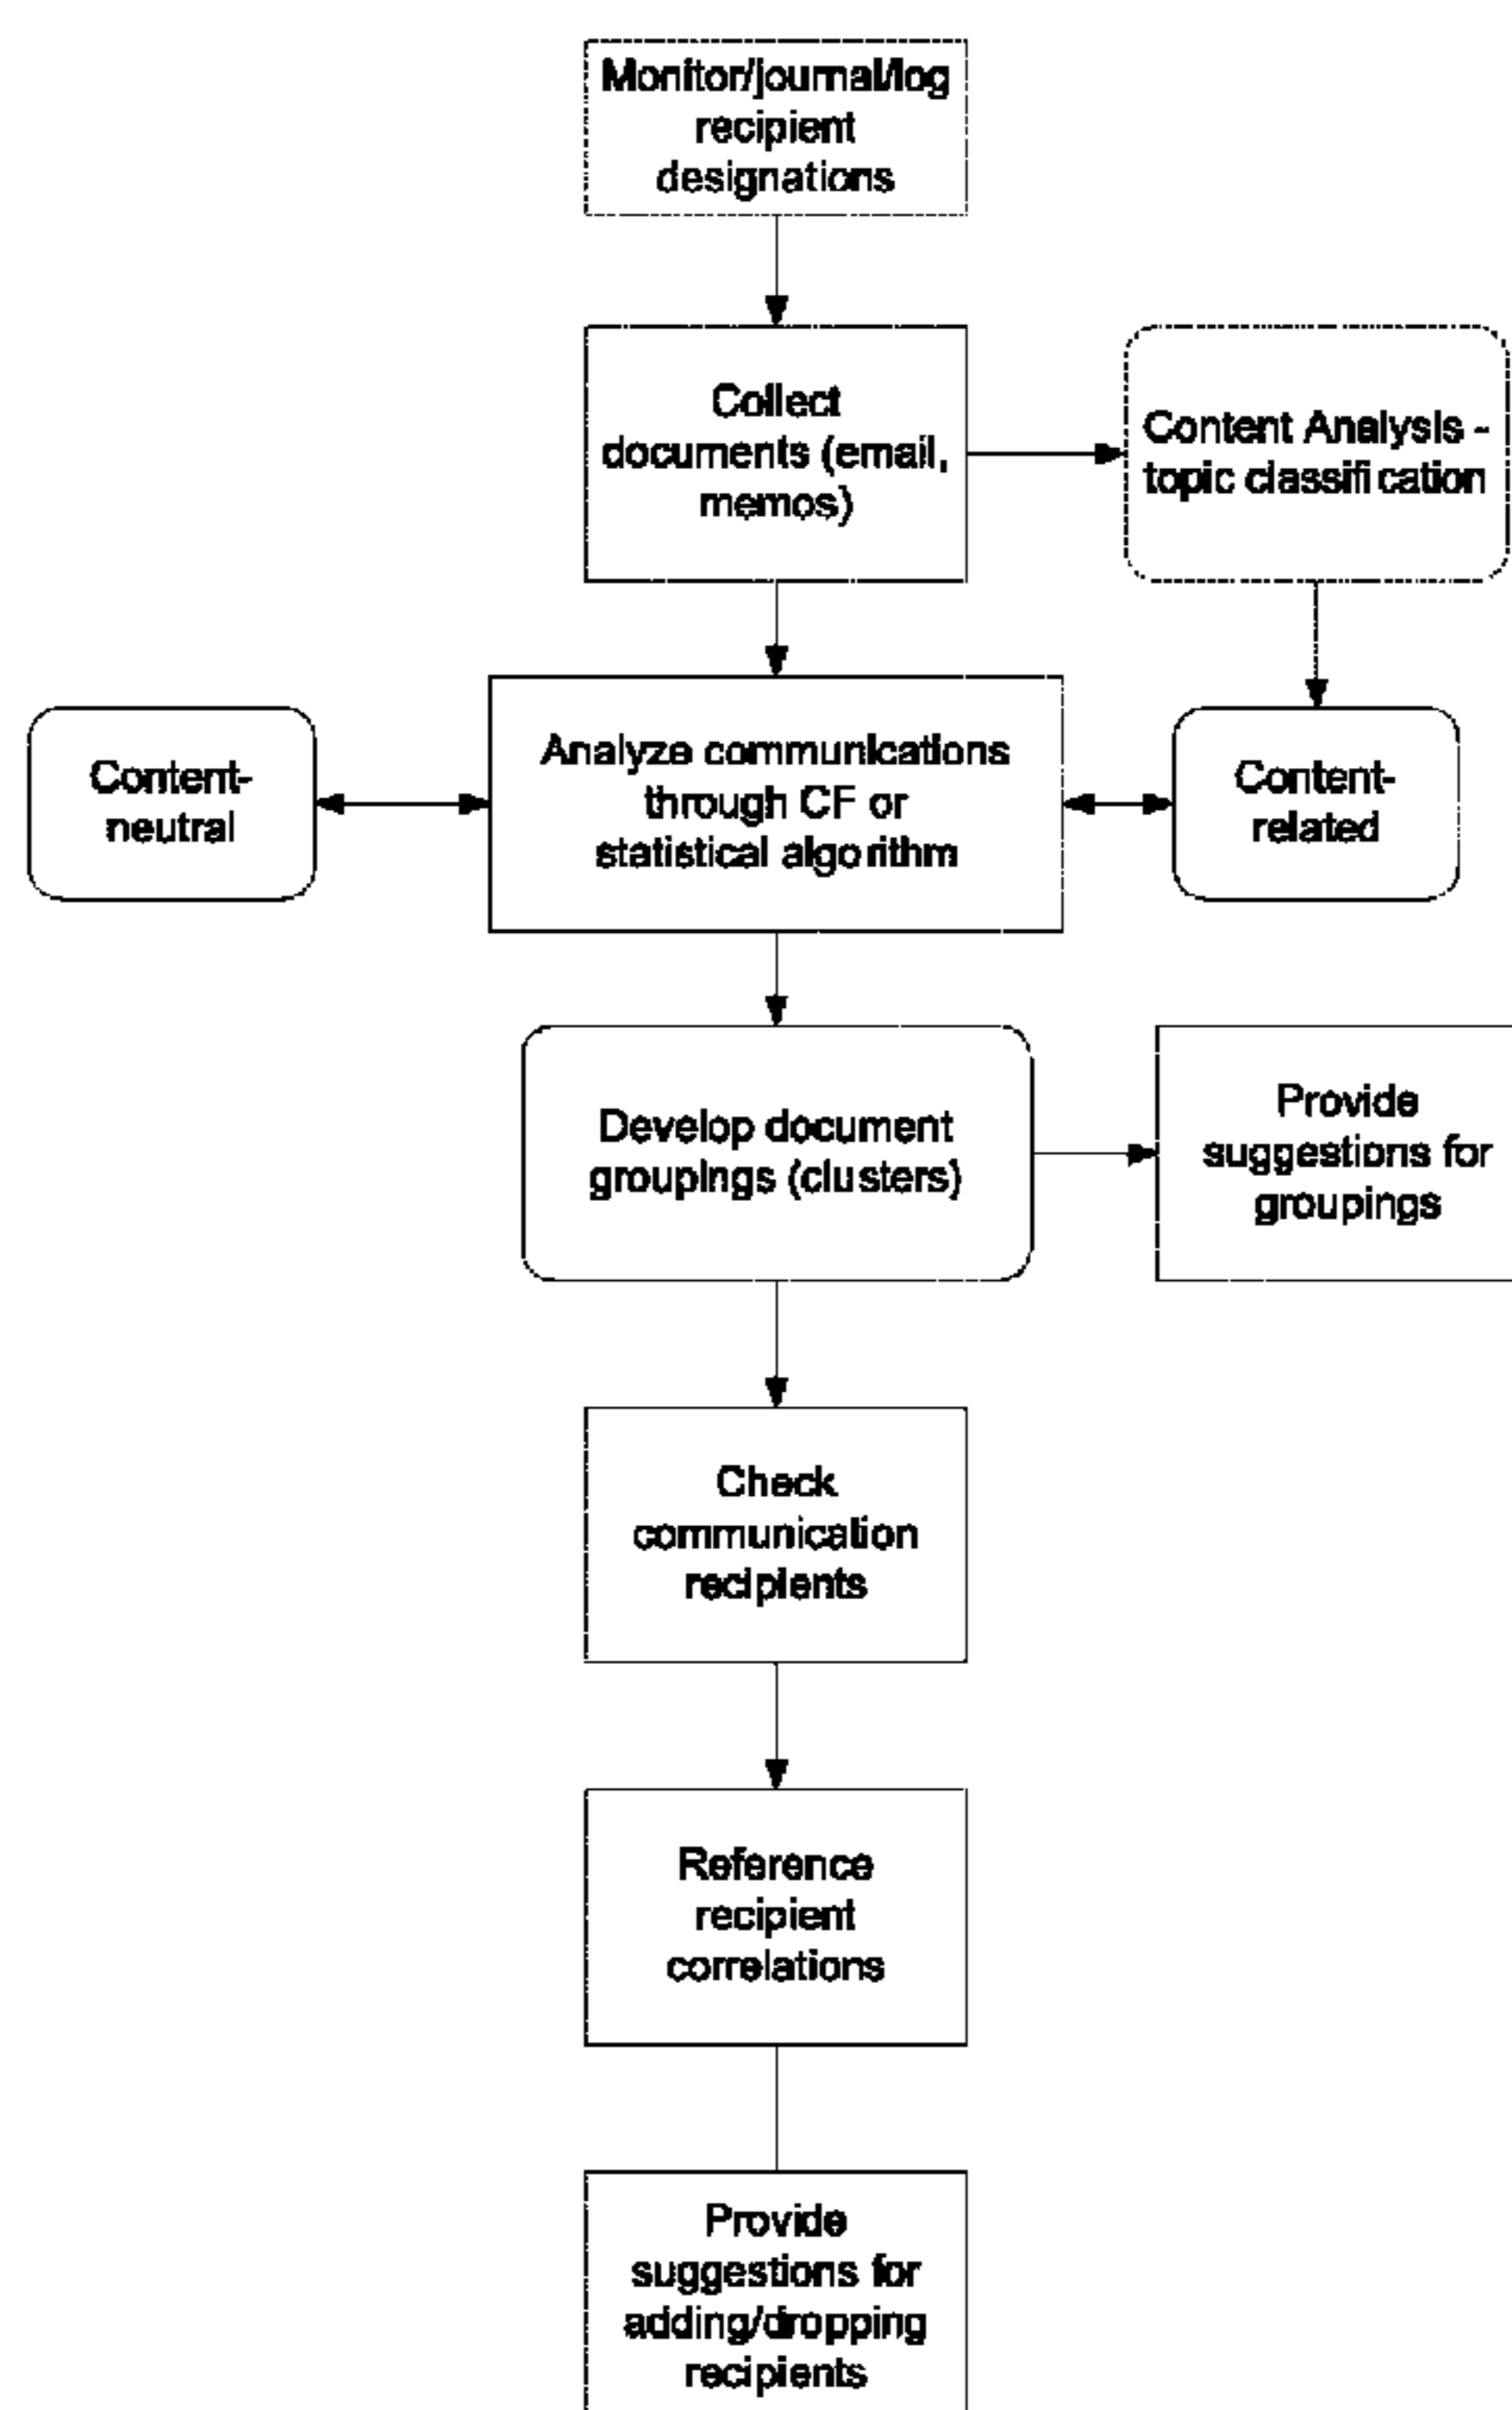 Monitor/journal/log
recipient
designations
Collect
documents (email,
memos)
Content Analysis -
topic classification
Content-
neutral
Analyze communications
through CF or
statistical algorithm
Content-
related
Develop document
groupings (clusters)
Provide
suggestions for
groupings
Check
communication
recipients
Reference
recipient
correlations
Provide
suggestions for
adding/dropping
recipients